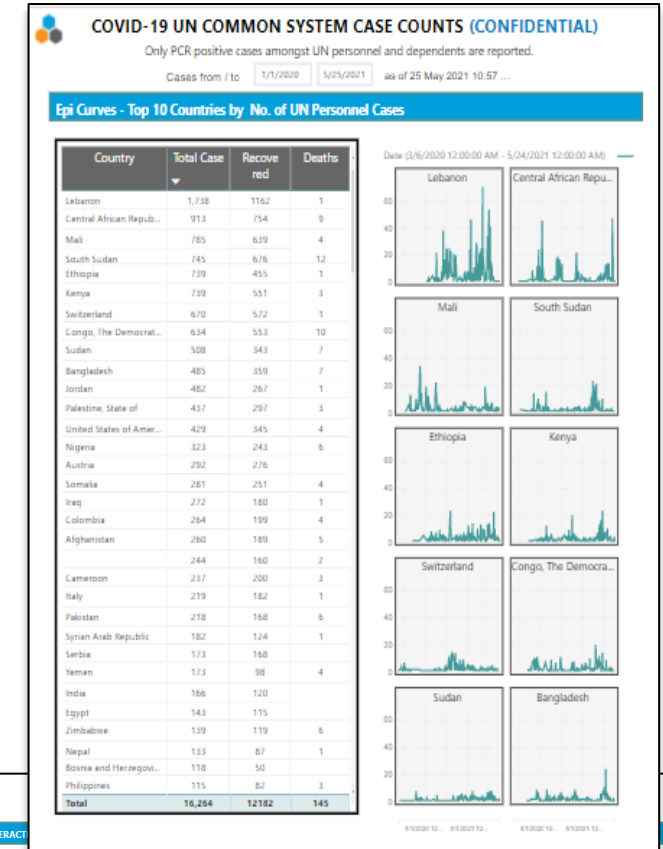 COVID-19 UN COMMON SYSTEM CASE COUNTS (CONFIDENTIAL)
Only PCR positive cases amongst UN personnel and dependents are reported.
Cases from / to 1/1/2020 5/25/2021 as of 25 May 2021 10:57 ...
Epi Curves - Top 10 Countries by No. of UN Personnel Cases
Country Total Case Recove red Deaths
Lebanon 1,738 1162 1
Central African Repub... 913 754 9
Mali 785 639 4
South Sudan 745 676 12
Ethiopia 739 455 1
Kenya 739 551 3
Switzerland 670 572 1
Congo, The Democrat... 634 553 10
Sudan 508 343 7
Bangladesh 485 359 7
Jordan 482 267 1
Palestine, State of 437 297 3
United States of Amer... 429 345 4
Nigeria 323 243 6
Austria 292 276
Somalia 281 251 4
Iraq 272 180 1
Colombia 264 199 4
Afghanistan 260 189 5
244 160 2
Cameroon 237 200 3
Italy 219 182 1
Pakistan 218 168 6
Syrian Arab Republic 182 124 1
Serbia 173 168
Yemen 173 98 4
India 166 120
Egypt 143 115
Zimbabwe 139 119 6
Nepal 133 87 1
Bosnia and Herzegovi... 118 50
Philippines 115 82 3
Total 16,264 12182 145
Date (3/6/2020 12:00:00 AM - 5/24/2021 12:00:00 AM)
Lebanon Central African Repu...
60
40
20
0
Mali South Sudan
60
40
20
0
Ethiopia Kenya
60
40
20
0
Switzerland Congo, The Democra...
60
40
20
0
Sudan Bangladesh
60
40
20
0
ERACT